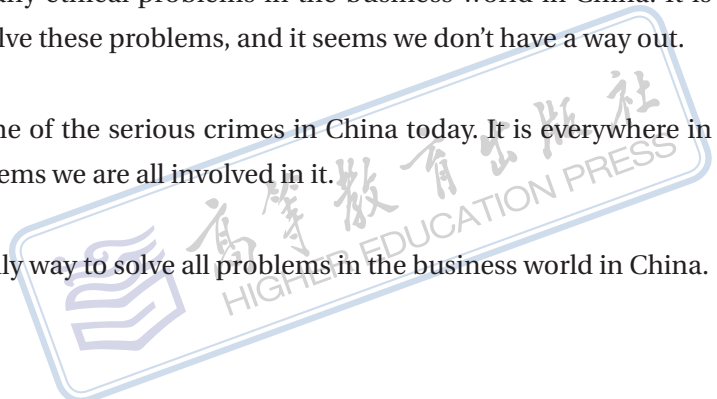 any ethical problems in the business world in China. It is
lve these problems, and it seems we don't have a way out.
ne of the serious crimes in China today. It is everywhere in
ems we are all involved in it.
ly way to solve all problems in the business world in China.
高等教育出版社
HIGHER EDUCATION PRESS